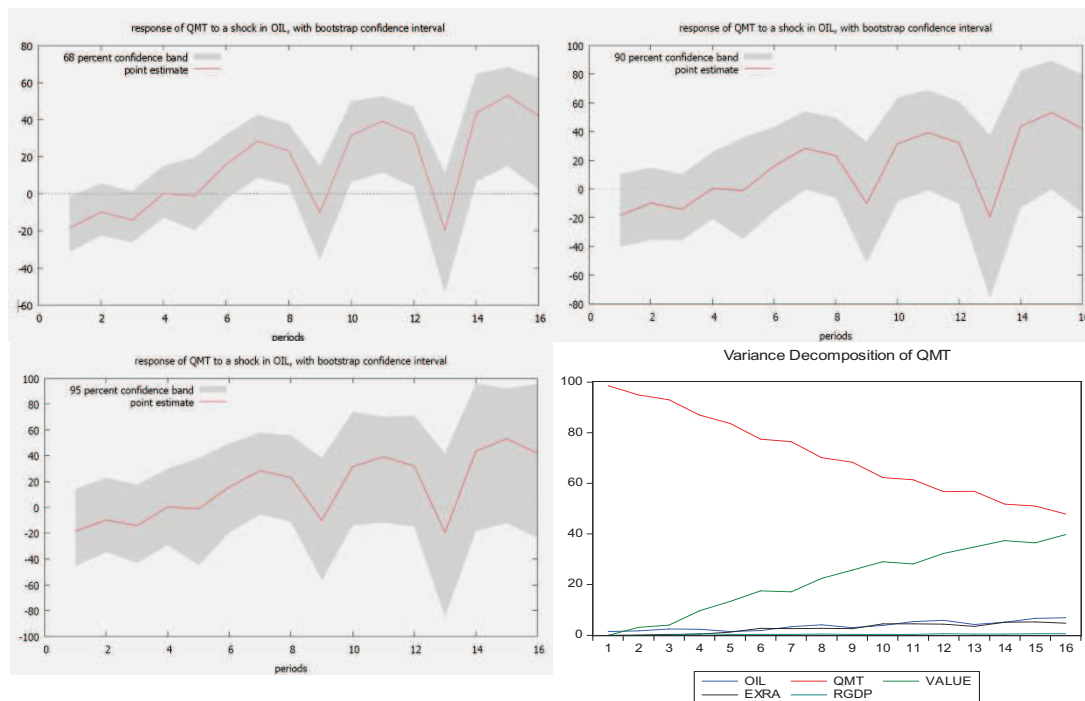 response of QMT to a shock in OIL, with bootstrap confidence interval
80
68 percent confidence band
point estimate
60
40
20
0
-20
-40
-60
0 2 4 6 8 10 12 14 16
periods
response of QMT to a shock in OIL, with bootstrap confidence interval
100
90 percent confidence band
point estimate
80
60
40
20
0
-20
-40
-60
-80
0 2 4 6 8 10 12 14 16
periods
response of QMT to a shock in OIL, with bootstrap confidence interval
100
95 percent confidence band
point estimate
80
60
40
20
0
-20
-40
-60
-80
-100
0 2 4 6 8 10 12 14 16
periods
Variance Decomposition of QMT
100
80
60
40
20
0
1 2 3 4 5 6 7 8 9 10 11 12 13 14 15 16
OIL QMT VALUE
EXRA RGDP